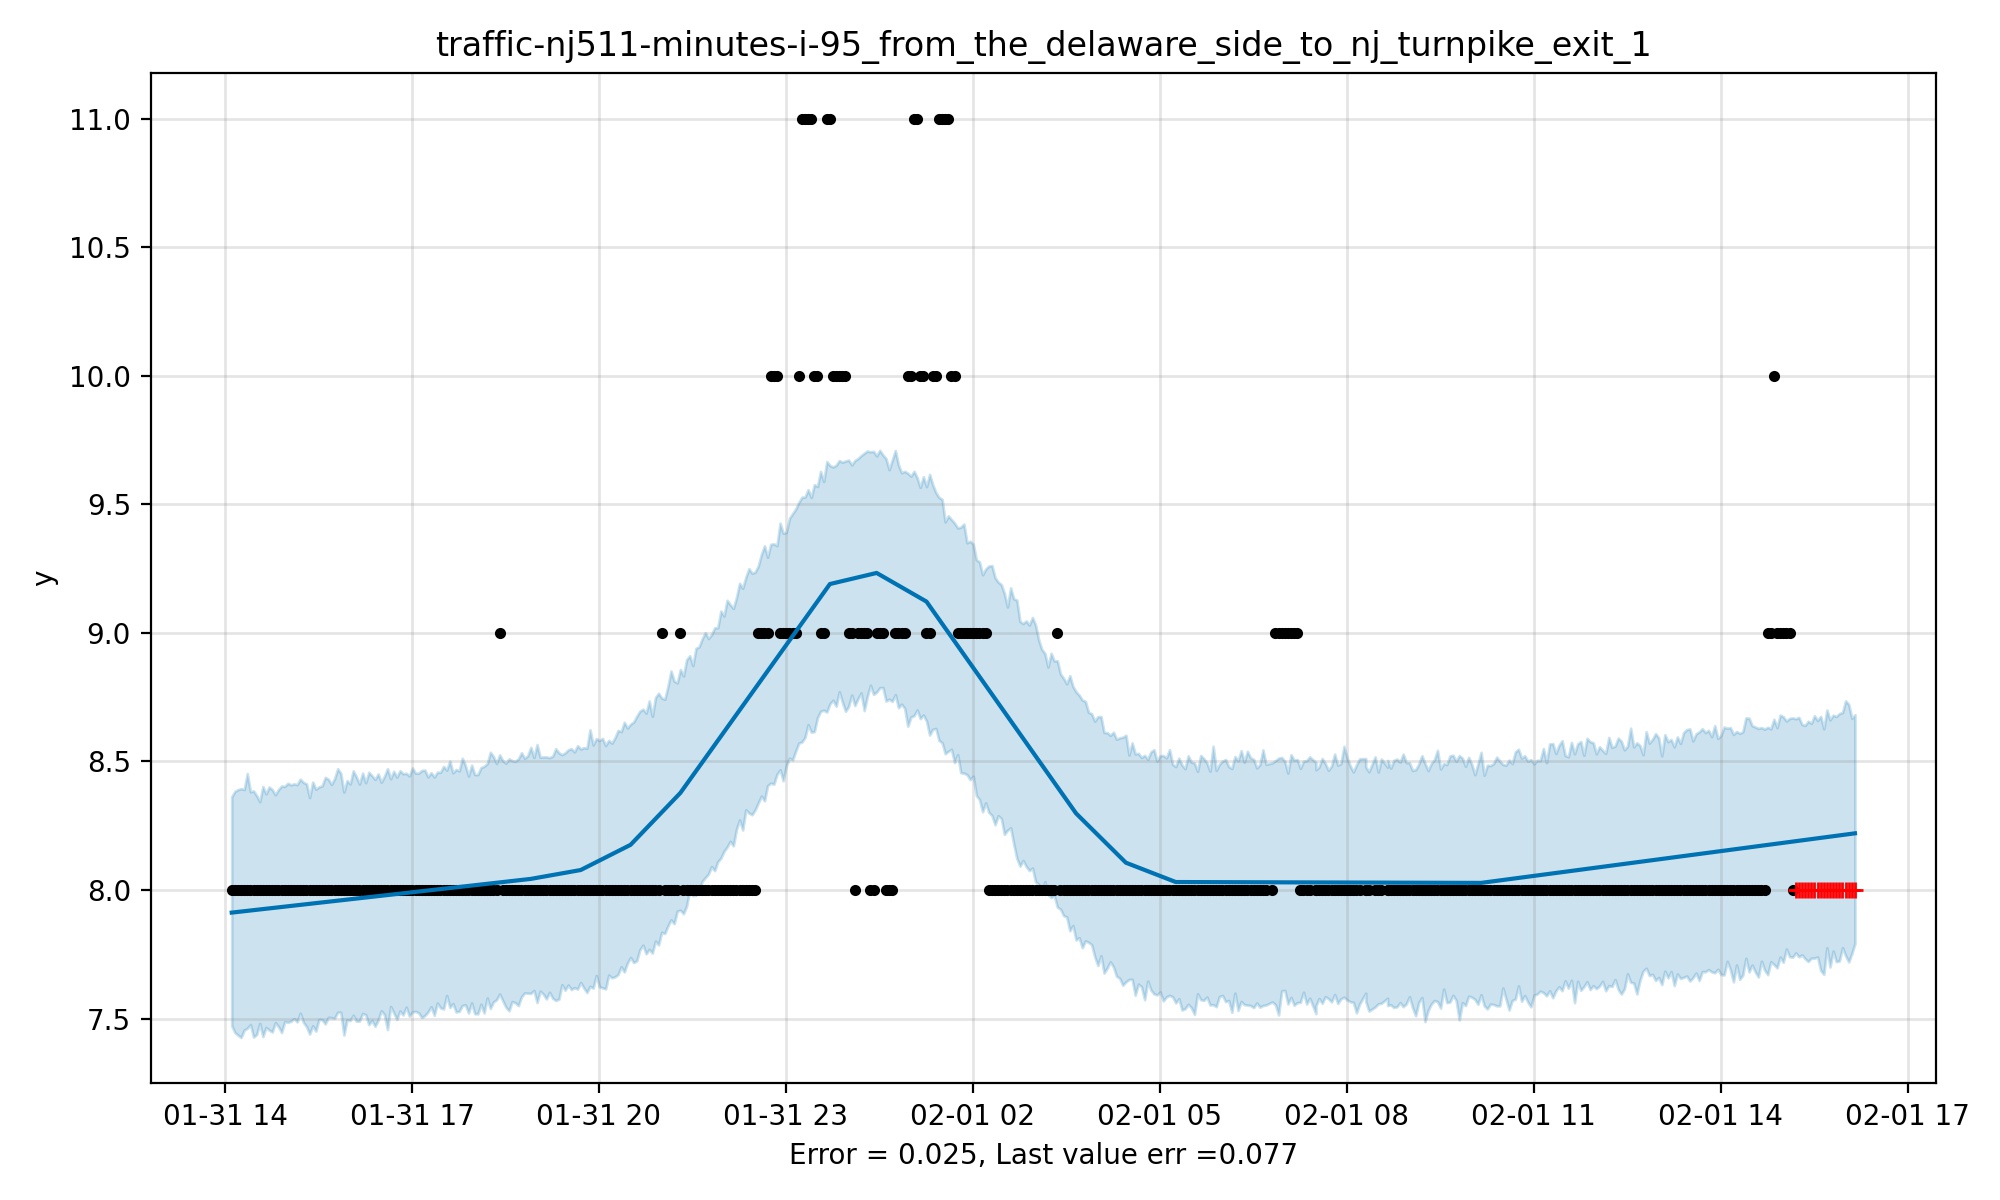 traffic-nj511-minutes-i-95_from_the_delaware_side_to_nj_turnpike_exit_1
11.0
10.5
10.0
9.5
9.0
8.5
8.0
7.5
y
01-31 14 01-31 17 01-31 20 01-31 23 02-01 02 02-01 05 02-01 08 02-01 11 02-01 14 02-01 17
Error = 0.025, Last value err =0.077